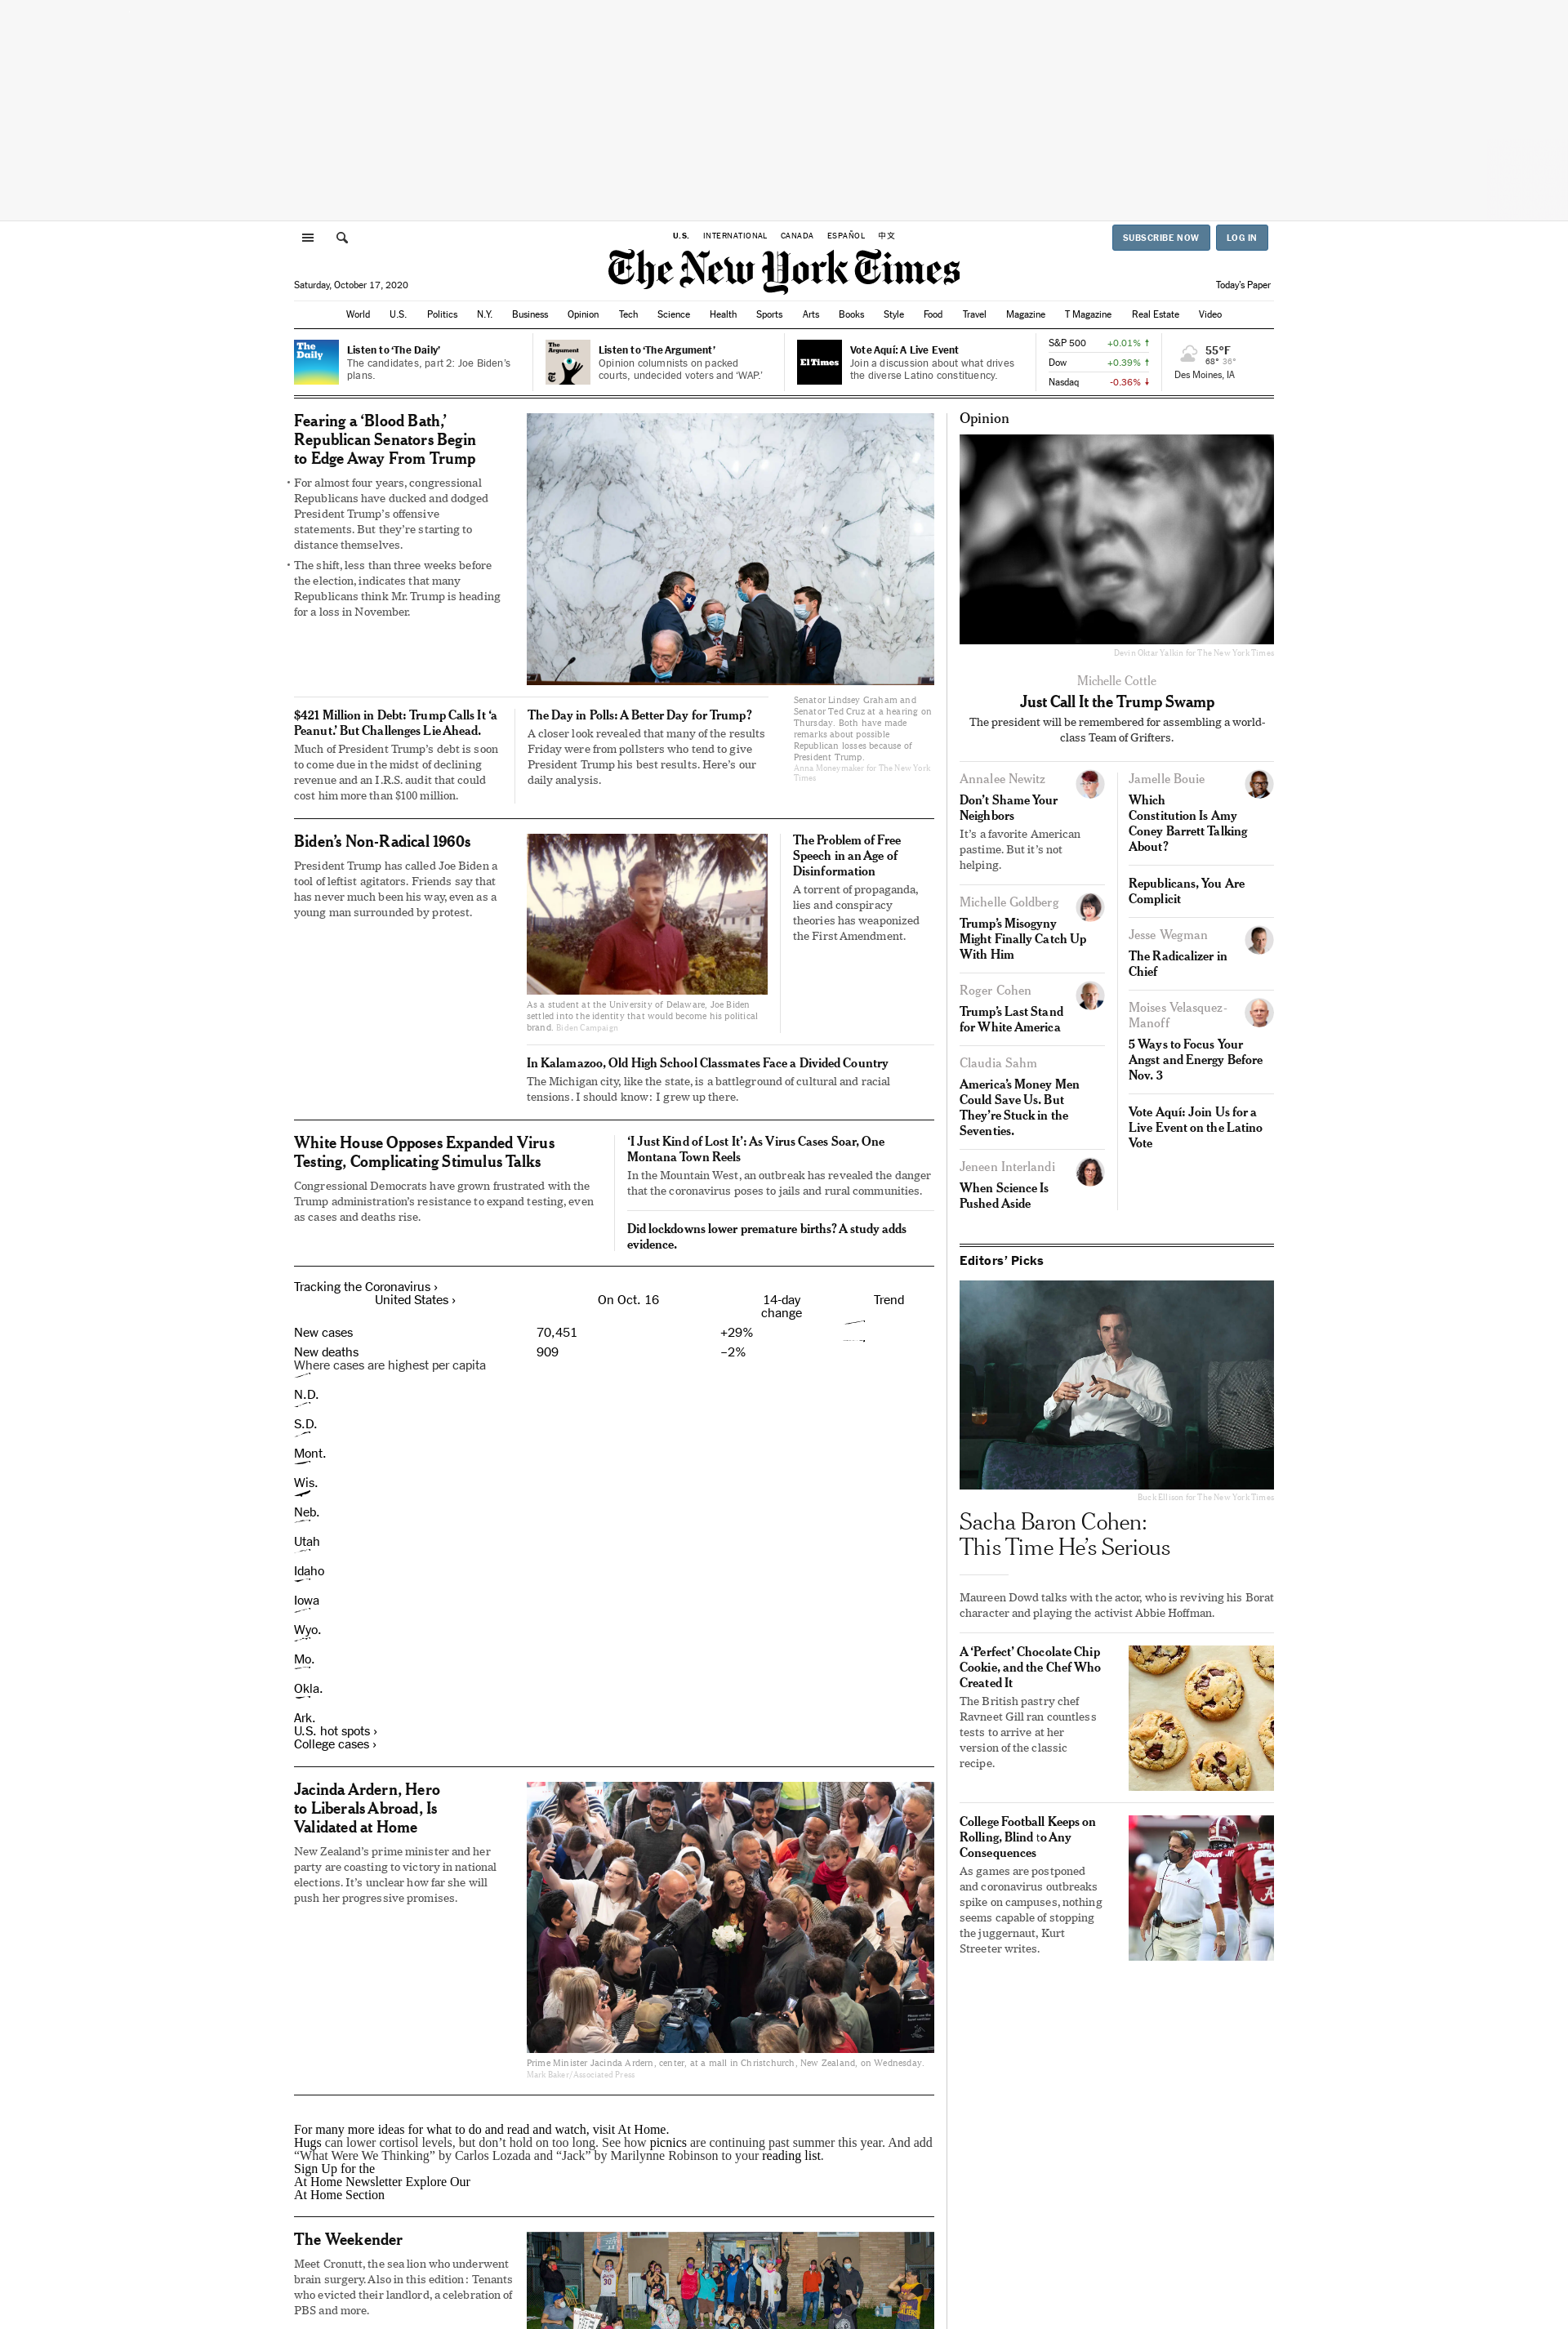 U.S. INTERNATIONAL CANADA ESPAÑOL 中文
SUBSCRIBE NOW LOG IN
The New York Times
Saturday, October 17, 2020
Today's Paper
World U.S. Politics N.Y. Business Opinion Tech Science Health Sports Arts Books Style Food Travel Magazine T Magazine Real Estate Video
The
Daily
Listen to ‘The Daily’
The candidates, part 2: Joe Biden’s
plans.
The
Argument
Listen to ‘The Argument’
Opinion columnists on packed
courts, undecided voters and ‘WAP.’
El Times
Vote Aquí: A Live Event
Join a discussion about what drives
the diverse Latino constituency.
S&P 500 +0.01% ↑
Dow +0.39% ↑
Nasdaq -0.36% ↓
55°F
68° 36°
Des Moines, IA
Fearing a ‘Blood Bath,’
Republican Senators Begin
to Edge Away From Trump
• For almost four years, congressional
Republicans have ducked and dodged
President Trump’s offensive
statements. But they’re starting to
distance themselves.
• The shift, less than three weeks before
the election, indicates that many
Republicans think Mr. Trump is heading
for a loss in November.
Senator Lindsey Graham and
Senator Ted Cruz at a hearing on
Thursday. Both have made
remarks about possible
Republican losses because of
President Trump.
Anna Moneymaker for The New York
Times
$421 Million in Debt: Trump Calls It ‘a
Peanut.’ But Challenges Lie Ahead.
Much of President Trump’s debt is soon
to come due in the midst of declining
revenue and an I.R.S. audit that could
cost him more than $100 million.
The Day in Polls: A Better Day for Trump?
A closer look revealed that many of the results
Friday were from pollsters who tend to give
President Trump his best results. Here’s our
daily analysis.
Biden’s Non-Radical 1960s
President Trump has called Joe Biden a
tool of leftist agitators. Friends say that
has never much been his way, even as a
young man surrounded by protest.
As a student at the University of Delaware, Joe Biden
settled into the identity that would become his political
brand. Biden Campaign
The Problem of Free
Speech in an Age of
Disinformation
A torrent of propaganda,
lies and conspiracy
theories has weaponized
the First Amendment.
In Kalamazoo, Old High School Classmates Face a Divided Country
The Michigan city, like the state, is a battleground of cultural and racial
tensions. I should know: I grew up there.
White House Opposes Expanded Virus
Testing, Complicating Stimulus Talks
Congressional Democrats have grown frustrated with the
Trump administration’s resistance to expand testing, even
as cases and deaths rise.
‘I Just Kind of Lost It’: As Virus Cases Soar, One
Montana Town Reels
In the Mountain West, an outbreak has revealed the danger
that the coronavirus poses to jails and rural communities.
Did lockdowns lower premature births? A study adds
evidence.
Tracking the Coronavirus ›
United States › On Oct. 16 14-day
change Trend
New cases 70,451 +29%
New deaths 909 –2%
Where cases are highest per capita
N.D.
S.D.
Mont.
Wis.
Neb.
Utah
Idaho
Iowa
Wyo.
Mo.
Okla.
Ark.
U.S. hot spots ›
College cases ›
Jacinda Ardern, Hero
to Liberals Abroad, Is
Validated at Home
New Zealand’s prime minister and her
party are coasting to victory in national
elections. It’s unclear how far she will
push her progressive promises.
Prime Minister Jacinda Ardern, center, at a mall in Christchurch, New Zealand, on Wednesday.
Mark Baker/Associated Press
For many more ideas for what to do and read and watch, visit At Home.
Hugs can lower cortisol levels, but don’t hold on too long. See how picnics are continuing past summer this year. And add
“What Were We Thinking” by Carlos Lozada and “Jack” by Marilynne Robinson to your reading list.
Sign Up for the
At Home Newsletter Explore Our
At Home Section
The Weekender
Meet Cronutt, the sea lion who underwent
brain surgery. Also in this edition: Tenants
who evicted their landlord, a celebration of
PBS and more.
Opinion
Devin Oktar Yalkin for The New York Times
Michelle Cottle
Just Call It the Trump Swamp
The president will be remembered for assembling a world-
class Team of Grifters.
Annalee Newitz
Don’t Shame Your
Neighbors
It’s a favorite American
pastime. But it’s not
helping.
Michelle Goldberg
Trump’s Misogyny
Might Finally Catch Up
With Him
Roger Cohen
Trump’s Last Stand
for White America
Claudia Sahm
America’s Money Men
Could Save Us. But
They’re Stuck in the
Seventies.
Jeneen Interlandi
When Science Is
Pushed Aside
Jamelle Bouie
Which
Constitution Is Amy
Coney Barrett Talking
About?
Republicans, You Are
Complicit
Jesse Wegman
The Radicalizer in
Chief
Moises Velasquez-
Manoff
5 Ways to Focus Your
Angst and Energy Before
Nov. 3
Vote Aquí: Join Us for a
Live Event on the Latino
Vote
Editors’ Picks
Buck Ellison for The New York Times
Sacha Baron Cohen:
This Time He’s Serious
Maureen Dowd talks with the actor, who is reviving his Borat
character and playing the activist Abbie Hoffman.
A ‘Perfect’ Chocolate Chip
Cookie, and the Chef Who
Created It
The British pastry chef
Ravneet Gill ran countless
tests to arrive at her
version of the classic
recipe.
College Football Keeps on
Rolling, Blind to Any
Consequences
As games are postponed
and coronavirus outbreaks
spike on campuses, nothing
seems capable of stopping
the juggernaut, Kurt
Streeter writes.